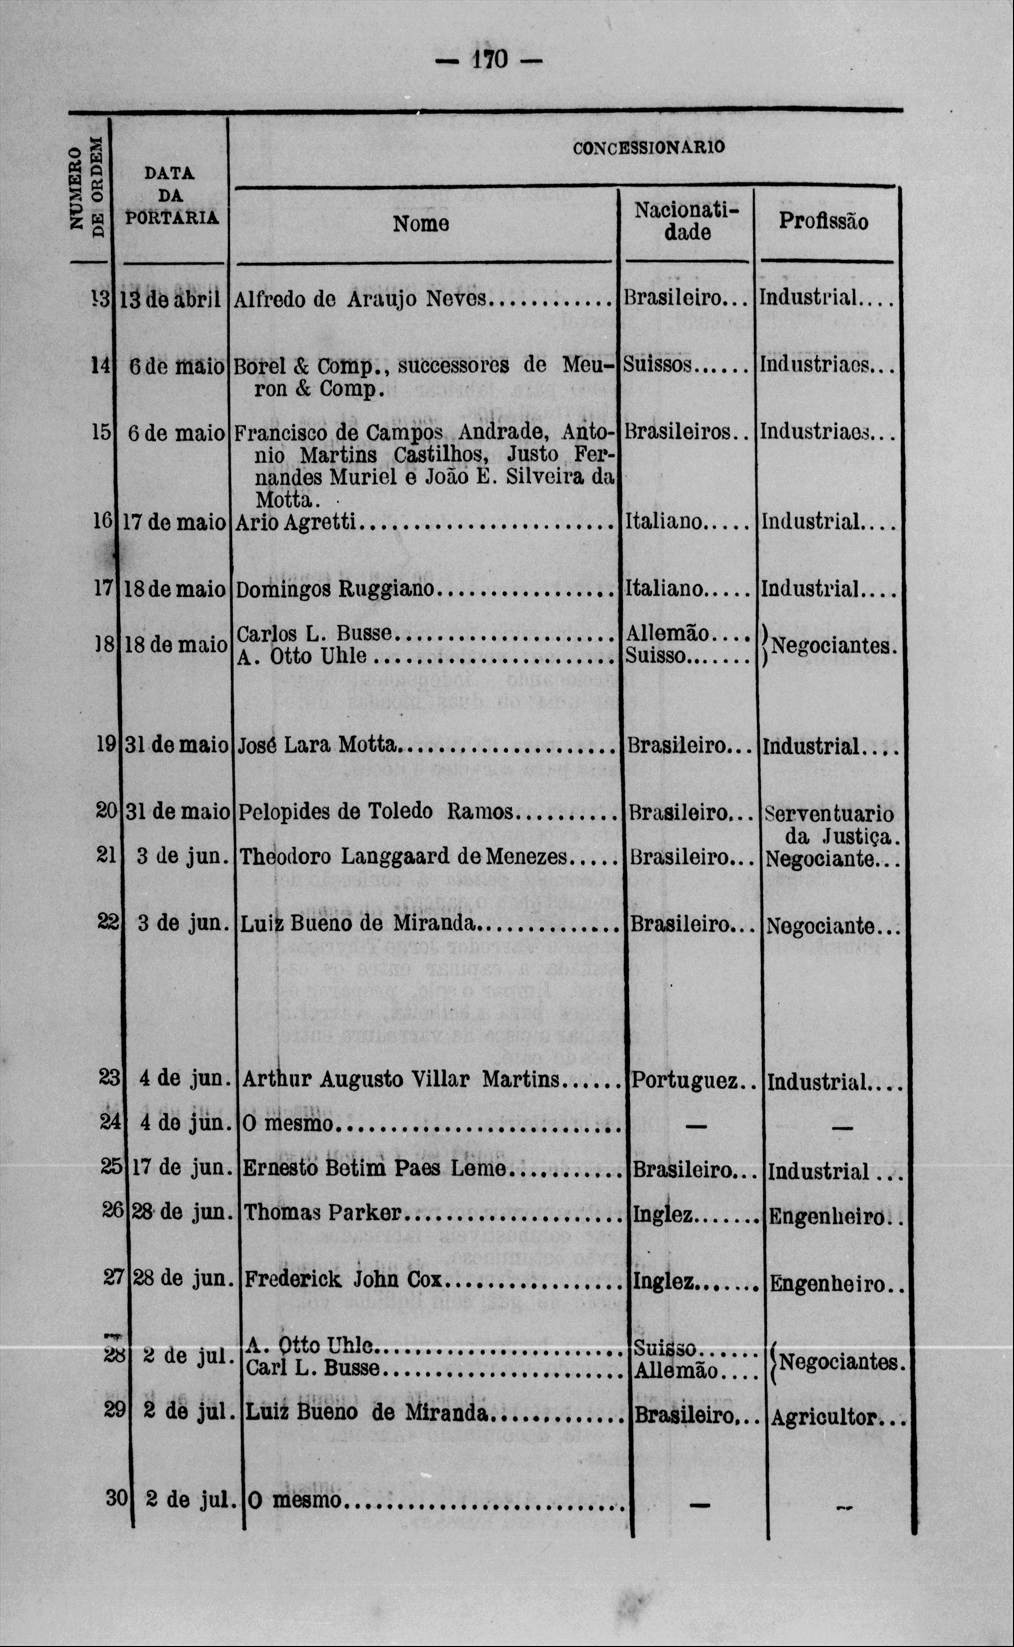 — 170 —
NUMERO DE ORDEM
DATA DA PORTARIA
CONCESSIONARIO
Nome
Nacionati-
dade
Profissão
13 13 de abril Alfredo de Araujo Neves............ Brasileiro... Industrial....
14 6 de maio Borel & Comp., successores de Meu- Suissos...... Industriaes...
ron & Comp.
15 6 de maio Francisco de Campos Andrade, Anto- Brasileiros.. Industriaes...
nio Martins Castilhos, Justo Fer-
nandes Muriel e João E. Silveira da
Motta.
16 17 de maio Ario Agretti........................ Italiano..... Industrial....
17 18 de maio Domingos Ruggiano................. Italiano..... Industrial....
18 18 de maio Carlos L. Busse..................... Allemão.... } Negociantes.
A. Otto Uhle....................... Suisso.......
19 31 de maio José Lara Motta..................... Brasileiro... Industrial....
20 31 de maio Pelopides de Toledo Ramos.......... Brasileiro... Serventuario
da Justiça.
21 3 de jun. Theodoro Langgaard de Menezes..... Brasileiro... Negociante...
22 3 de jun. Luiz Bueno de Miranda.............. Brasileiro... Negociante...
23 4 de jun. Arthur Augusto Villar Martins...... Portuguez.. Industrial....
24 4 de jun. O mesmo........................... — —
25 17 de jun. Ernesto Betim Paes Leme........... Brasileiro... Industrial...
26 28 de jun. Thomas Parker..................... Inglez....... Engenheiro..
27 28 de jun. Frederick John Cox................. Inglez....... Engenheiro..
28 2 de jul. A. Otto Uhle........................ Suisso...... } Negociantes.
Carl L. Busse....................... Allemão....
29 2 de jul. Luiz Bueno de Miranda............. Brasileiro... Agricultor...
30 2 de jul. O mesmo........................... — —